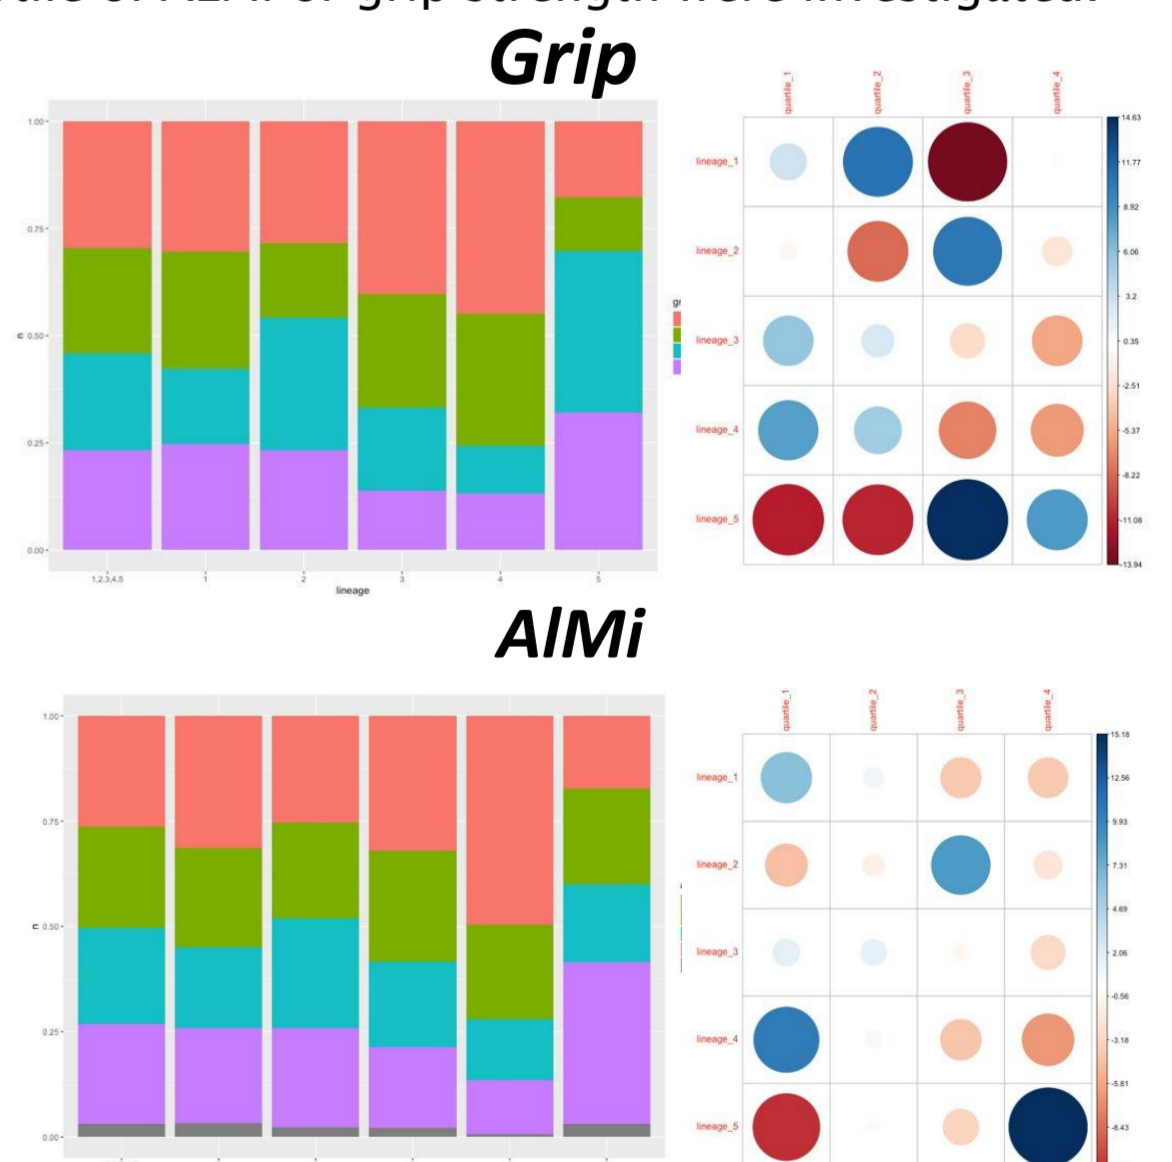 Grip
quartile_1
quartile_2
quartile_3
quartile_4
1.00
0.75
n 0.50
0.25
0.00
1,2,3,4,5 1 2 3 4 5
lineage
gr
lineage_1
lineage_2
lineage_3
lineage_4
lineage_5
14.63
11.77
8.92
6.06
3.2
0.35
-2.51
-5.37
-8.22
-11.08
-13.94
AlMi
quartile_1
quartile_2
quartile_3
quartile_4
1.00
0.75
n 0.50
0.25
0.00
lineage_1
lineage_2
lineage_3
lineage_4
lineage_5
15.18
12.56
9.93
7.31
4.69
2.06
-0.56
-3.18
-5.81
-8.43